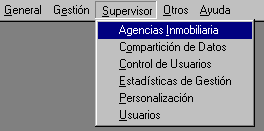 General Gestión Supervisor Otros Ayuda
Agencias Inmobiliaria
Compartición de Datos
Control de Usuarios
Estadísticas de Gestión
Personalización
Usuarios